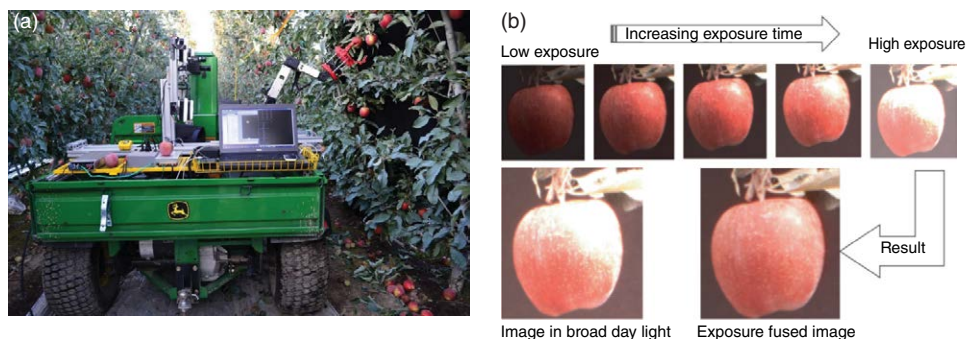 (a)
(b)
Increasing exposure time
Low exposure
High exposure
Result
Image in broad day light
Exposure fused image